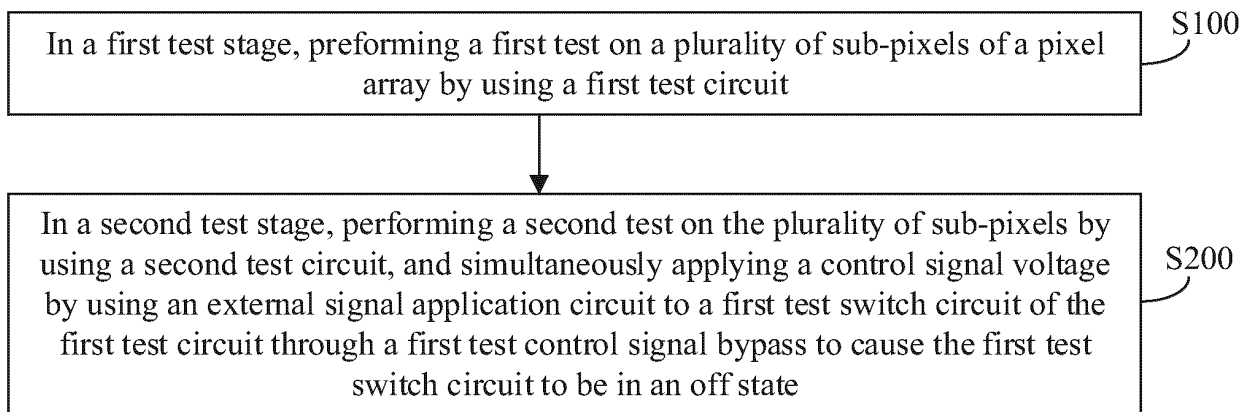 In a first test stage, preforming a first test on a plurality of sub-pixels of a pixel
array by using a first test circuit
S100
In a second test stage, performing a second test on the plurality of sub-pixels by
using a second test circuit, and simultaneously applying a control signal voltage
by using an external signal application circuit to a first test switch circuit of the
first test circuit through a first test control signal bypass to cause the first test
switch circuit to be in an off state
S200